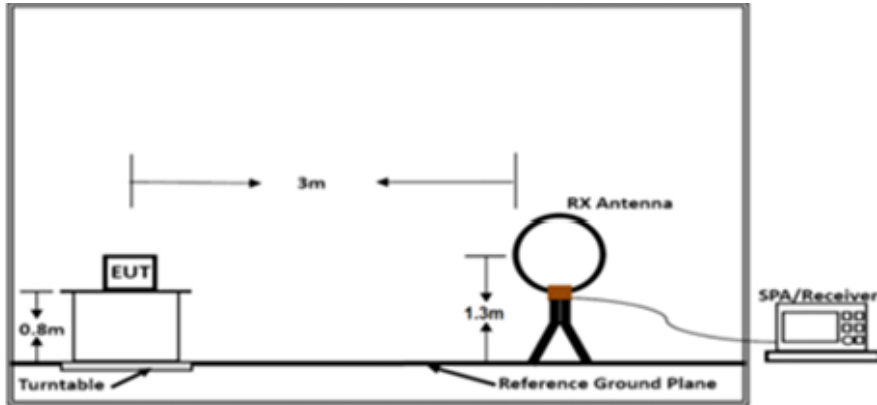 3m
RX Antenna
EUT
SPA/Receiver
0.8m
1.3m
Turntable
Reference Ground Plane